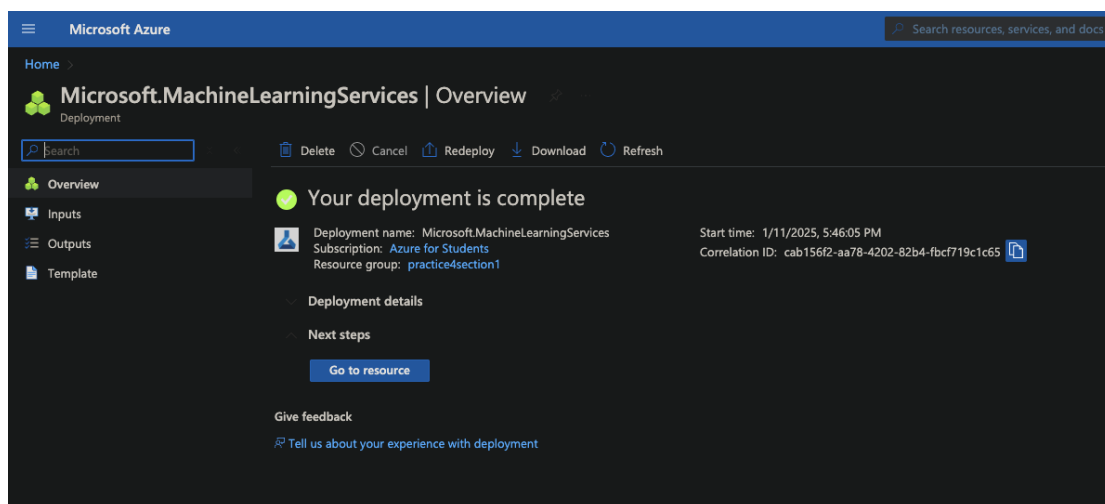 Microsoft Azure
Search resources, services, and docs
Home >
Microsoft.MachineLearningServices | Overview
Deployment
Search
Delete Cancel Redeploy Download Refresh
Overview
Inputs
Outputs
Template
Your deployment is complete
Deployment name: Microsoft.MachineLearningServices
Subscription: Azure for Students
Resource group: practice4section1
Start time: 1/11/2025, 5:46:05 PM
Correlation ID: cab156f2-aa78-4202-82b4-fbcf719c1c65
Deployment details
Next steps
Go to resource
Give feedback
Tell us about your experience with deployment